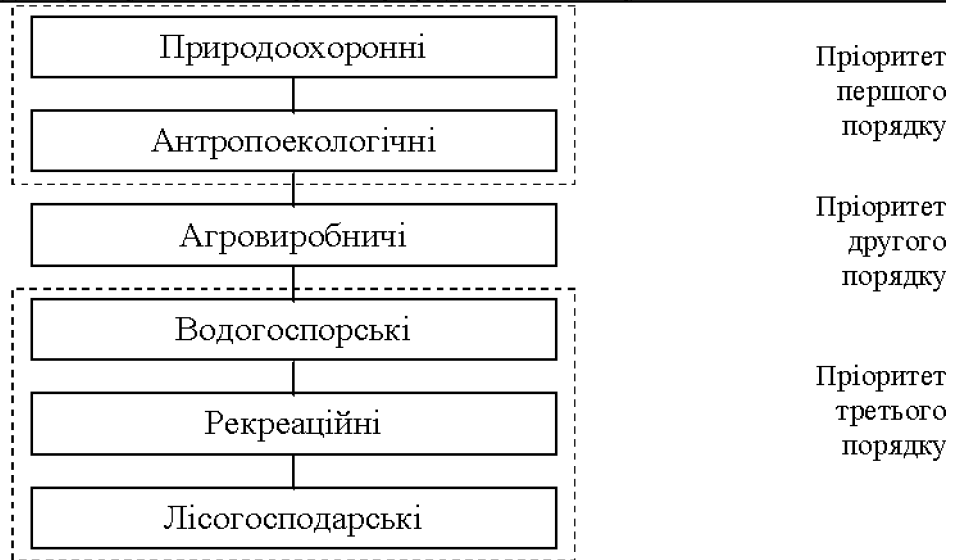 Природоохоронні
Антропоекологічні
Пріоритет
першого
порядку
Агровиробничі
Пріоритет
другого
порядку
Водогоспорські
Рекреаційні
Лісогосподарські
Пріоритет
третього
порядку